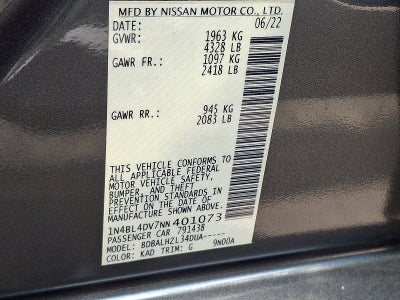 MFD BY NISSAN MOTOR CO., LTD.
DATE: 06/22
GVWR: 1963 KG
4328 LB
GAWR FR: 1097 KG
2418 LB
GAWR RR: 945 KG
2083 LB
THIS VEHICLE CONFORMS TO
ALL APPLICABLE FEDERAL
MOTOR VEHICLE SAFETY,
BUMPER, AND THEFT
PREVENTION STANDARDS IN
EFFECT ON THE DATE OF
MANUFACTURE SHOWN ABOVE.
1N4BL4DV7NN401073
PASSENGER CAR 791438
MODEL: BDBALHZL34DUA-----
COLOR: KAD TRIM: G 9N00A